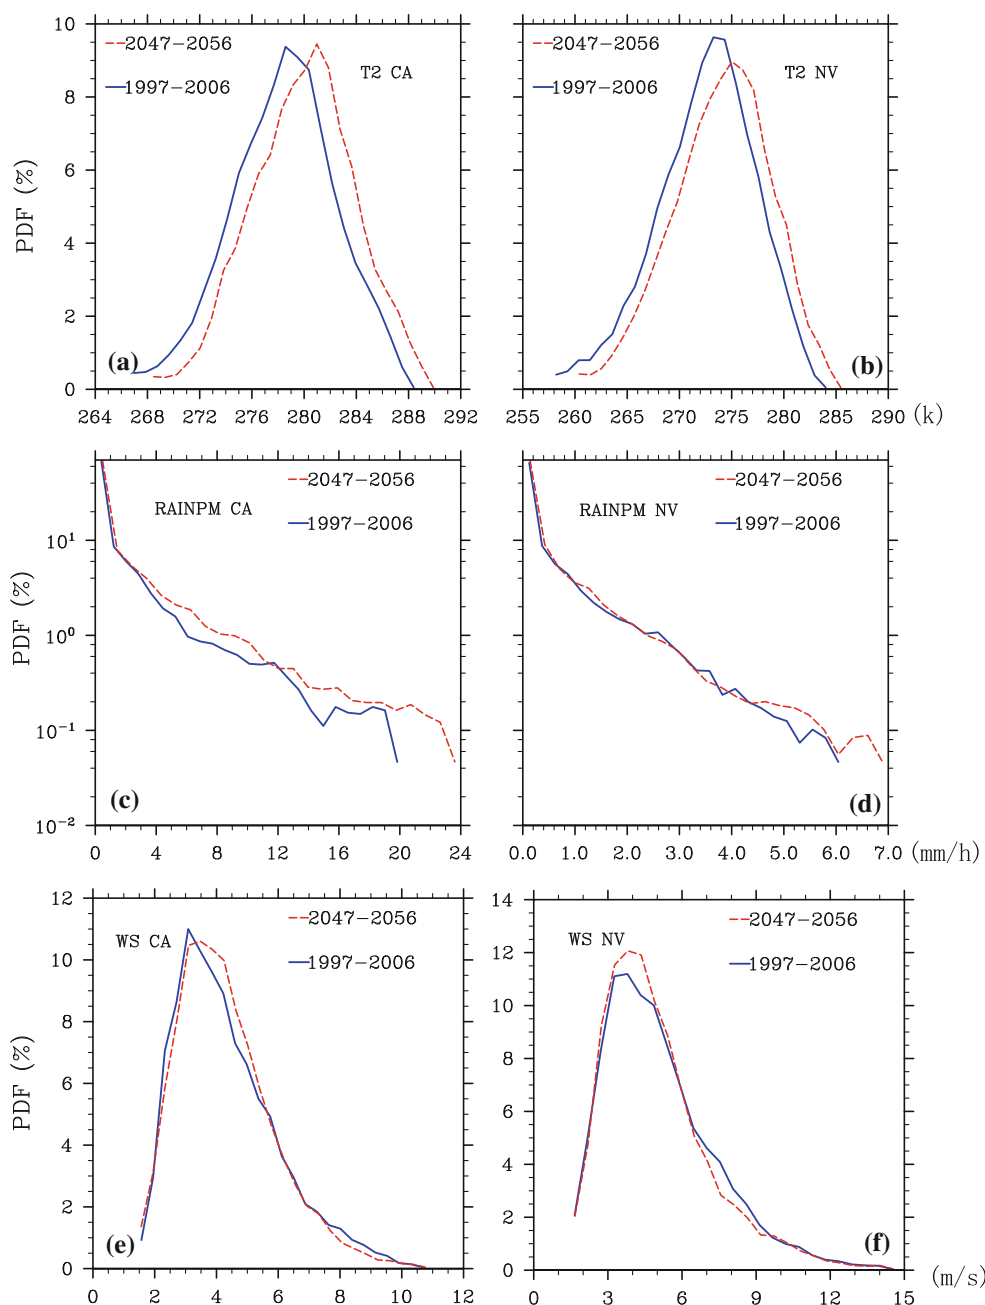 10
8
6
4
2
0
PDF (%)
2047-2056
1997-2006
T2 CA
(a)
264 268 272 276 280 284 288 292
2047-2056
1997-2006
T2 NV
(b)
255 260 265 270 275 280 285 290 (k)
10¹
10⁰
10⁻¹
10⁻²
PDF (%)
2047-2056
RAINPM CA
1997-2006
(c)
0 4 8 12 16 20 24
2047-2056
RAINPM NV
1997-2006
(d)
0.0 1.0 2.0 3.0 4.0 5.0 6.0 7.0 (mm/h)
12
10
8
6
4
2
0
PDF (%)
2047-2056
WS CA
1997-2006
(e)
0 2 4 6 8 10 12
14
12
10
8
6
4
2
0
2047-2056
WS NV
1997-2006
(f)
0 3 6 9 12 15 (m/s)